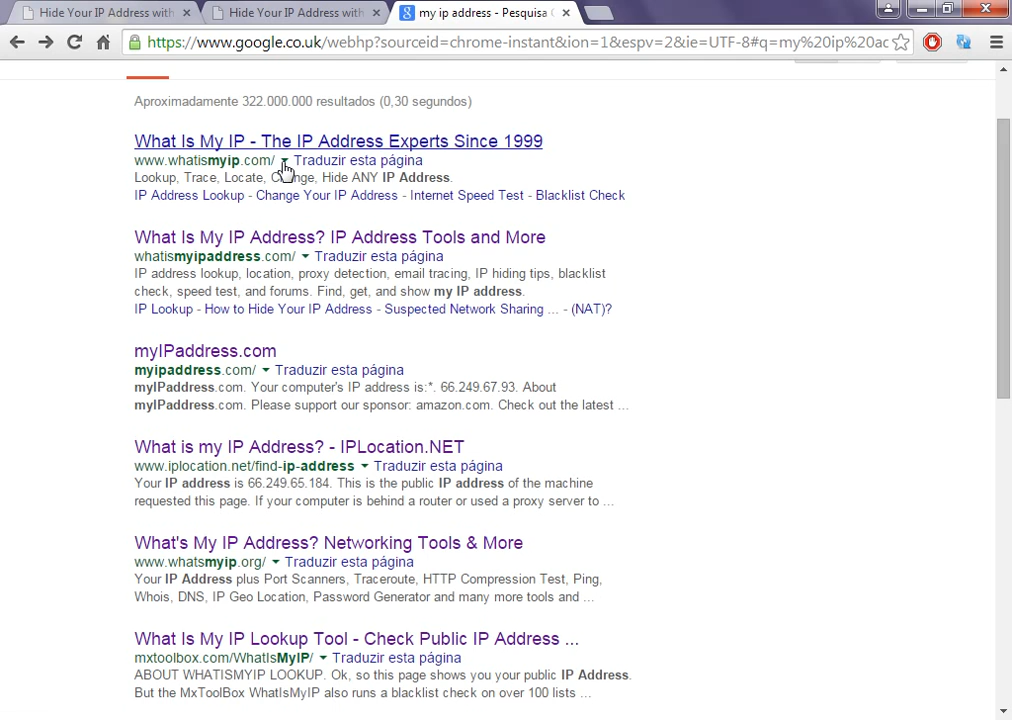 Hide Your IP Address with
Hide Your IP Address with
my ip address - Pesquisa
https://www.google.co.uk/webhp?sourceid=chrome-instant&ion=1&espv=2&ie=UTF-8#q=my%20ip%20ac
Aproximadamente 322.000.000 resultados (0,30 segundos)
What Is My IP - The IP Address Experts Since 1999
www.whatismyip.com/ Traduzir esta página
Lookup, Trace, Locate, Change, Hide ANY IP Address.
IP Address Lookup - Change Your IP Address - Internet Speed Test - Blacklist Check
What Is My IP Address? IP Address Tools and More
whatismyipaddress.com/ Traduzir esta página
IP address lookup, location, proxy detection, email tracing, IP hiding tips, blacklist
check, speed test, and forums. Find, get, and show my IP address.
IP Lookup - How to Hide Your IP Address - Suspected Network Sharing ... - (NAT)?
myIPaddress.com
myipaddress.com/ Traduzir esta página
myIPaddress.com. Your computer's IP address is:*. 66.249.67.93. About
myIPaddress.com. Please support our sponsor: amazon.com. Check out the latest ...
What is my IP Address? - IPLocation.NET
www.iplocation.net/find-ip-address Traduzir esta página
Your IP address is 66.249.65.184. This is the public IP address of the machine
requested this page. If your computer is behind a router or used a proxy server to ...
What's My IP Address? Networking Tools & More
www.whatsmyip.org/ Traduzir esta página
Your IP Address plus Port Scanners, Traceroute, HTTP Compression Test, Ping,
Whois, DNS, IP Geo Location, Password Generator and many more tools and ...
What Is My IP Lookup Tool - Check Public IP Address ...
mxtoolbox.com/WhatIsMyIP/ Traduzir esta página
ABOUT WHATISMYIP LOOKUP. Ok, so this page shows you your public IP Address.
But the MxToolBox WhatIsMyIP also runs a blacklist check on over 100 lists ...